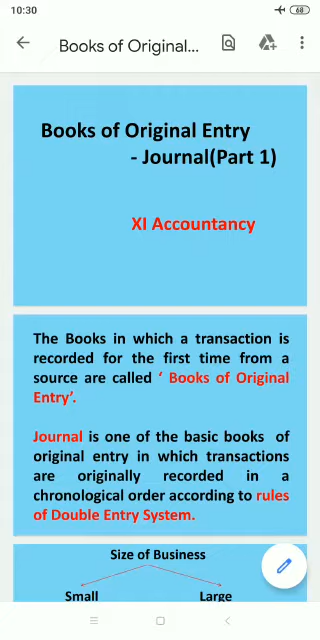 10:30
68
Books of Original...
Books of Original Entry
- Journal(Part 1)
XI Accountancy
The Books in which a transaction is
recorded for the first time from a
source are called ‘ Books of Original
Entry’.
Journal is one of the basic books of
original entry in which transactions
are originally recorded in a
chronological order according to rules
of Double Entry System.
Size of Business
Small Large